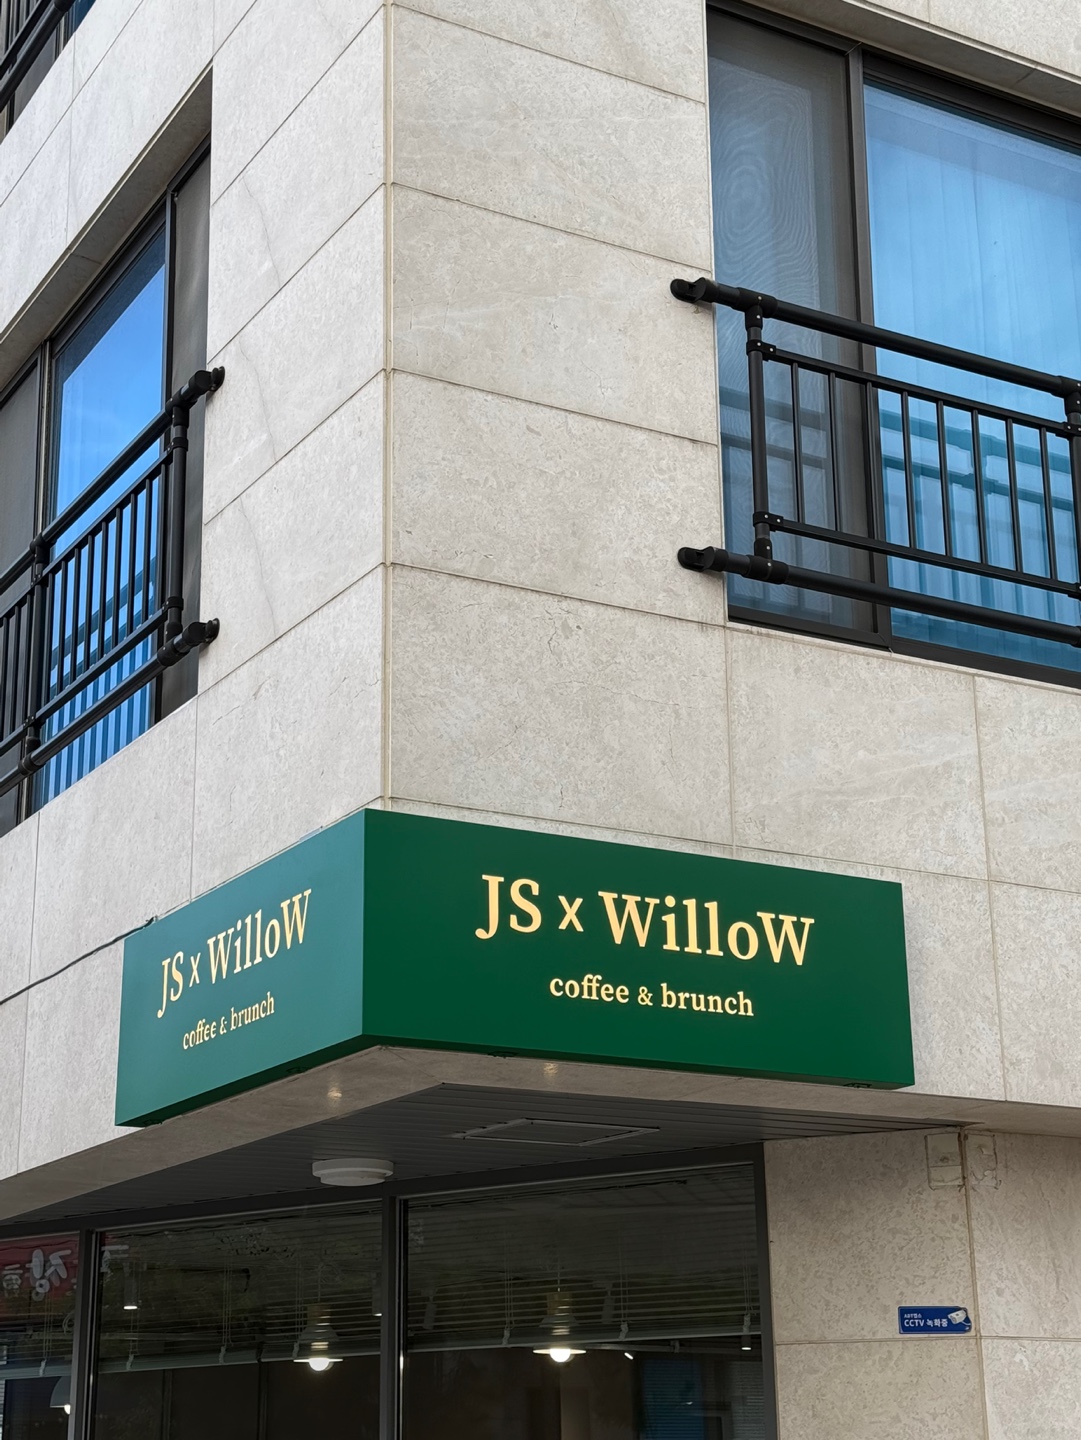 JS x WilloW
coffee & brunch
JS x WilloW
coffee & brunch
CCTV 녹화중